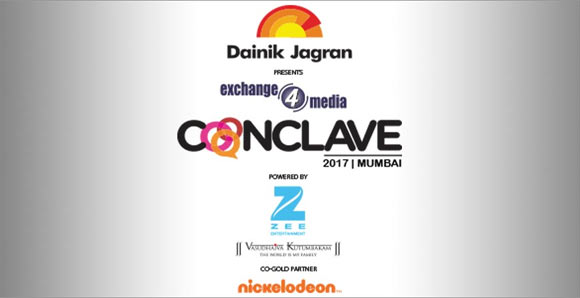 Dainik Jagran
PRESENTS
exchange
4 media
CONCLAVE
2017 | MUMBAI
POWERED BY
Z
ZEE
ENTERTAINMENT
|| VASUDHAIVA KUTUMBAKAM ||
THE WORLD IS MY FAMILY
CO-GOLD PARTNER
nickelodeon